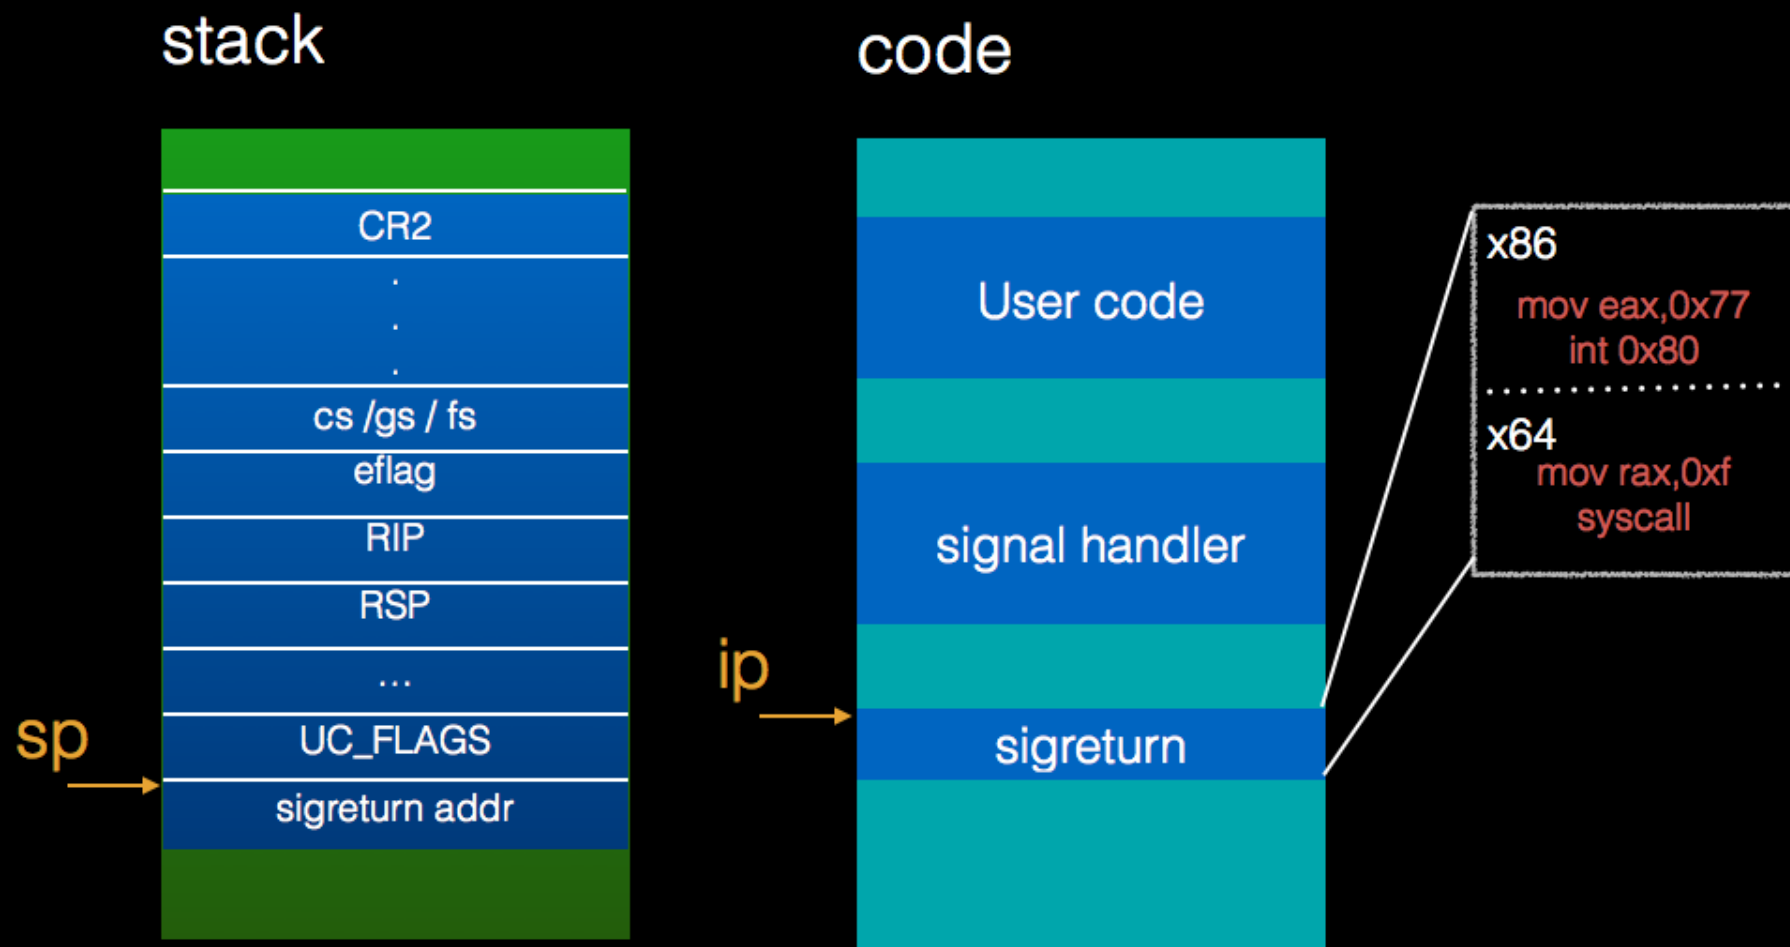 stack
CR2
.
.
.
cs /gs / fs
eflag
RIP
RSP
...
UC_FLAGS
sigreturn addr
sp
code
User code
signal handler
sigreturn
ip
x86
mov eax,0x77
int 0x80
x64
mov rax,0xf
syscall